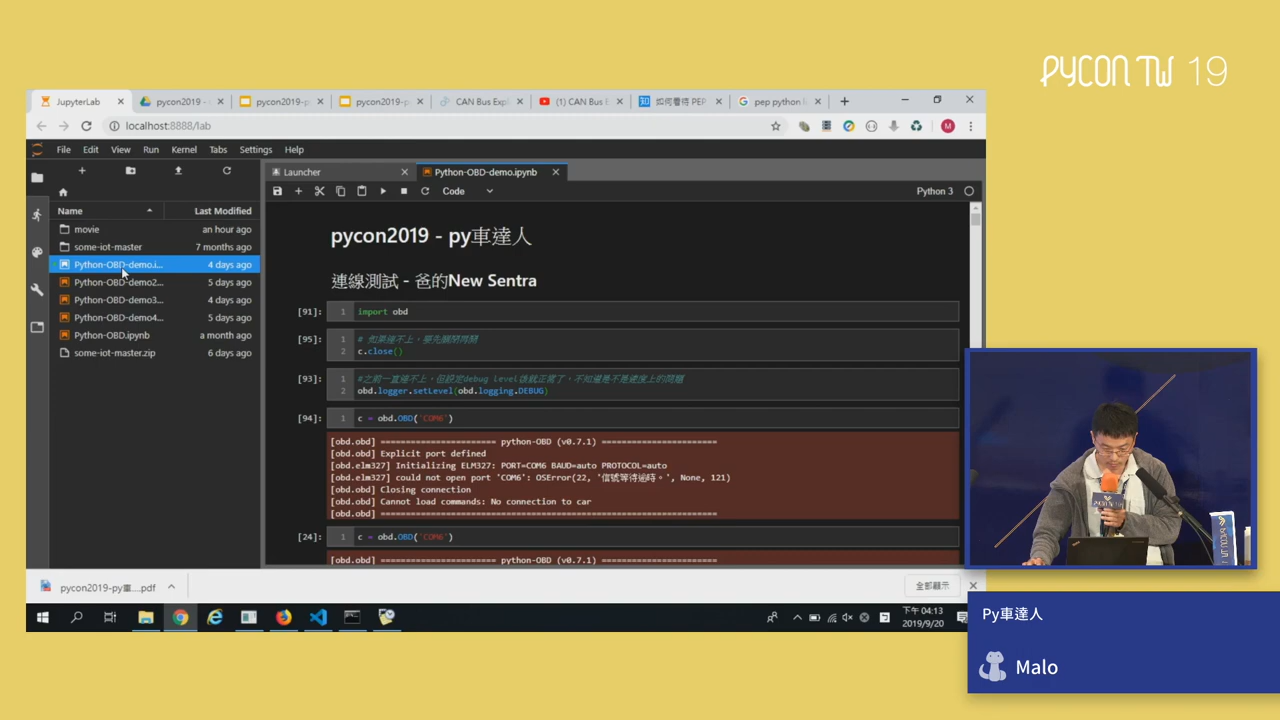 PYCON TW 19
JupyterLab
pycon2019 -
pycon2019-p
pycon2019-p
CAN Bus Expl
(1) CAN Bus E
如何看待 PEP
pep python
localhost:8888/lab
M
File Edit View Run Kernel Tabs Settings Help
Launcher
Python-OBD-demo.ipynb
Code
Python 3
Name
Last Modified
movie
an hour ago
some-iot-master
7 months ago
Python-OBD-demo.i...
4 days ago
Python-OBD-demo2...
5 days ago
Python-OBD-demo3...
4 days ago
Python-OBD-demo4...
5 days ago
Python-OBD.ipynb
a month ago
some-iot-master.zip
6 days ago
pycon2019 - py車達人
連線測試 - 爸的New Sentra
[91]:
1 import obd
[95]:
1 # 如果連不上，要先關閉再開
2 c.close()
[93]:
1 #之前一直連不上，但設定debug level後就正常了，不知道是不是速度上的問題
2 obd.logger.setLevel(obd.logging.DEBUG)
[94]:
1 c = obd.OBD('COM6')
[obd.obd] ======================= python-OBD (v0.7.1) =======================
[obd.obd] Explicit port defined
[obd.elm327] Initializing ELM327: PORT=COM6 BAUD=auto PROTOCOL=auto
[obd.elm327] could not open port 'COM6': OSError(22, '信號等待逾時。', None, 121)
[obd.obd] Closing connection
[obd.obd] Cannot load commands: No connection to car
[obd.obd] ===================================================================
[24]:
1 c = obd.OBD('COM6')
[obd.obd] ======================= python-OBD (v0.7.1) =======================
pycon2019-py車....pdf
全部顯示
下午 04:13
2019/9/20
Py車達人
Malo